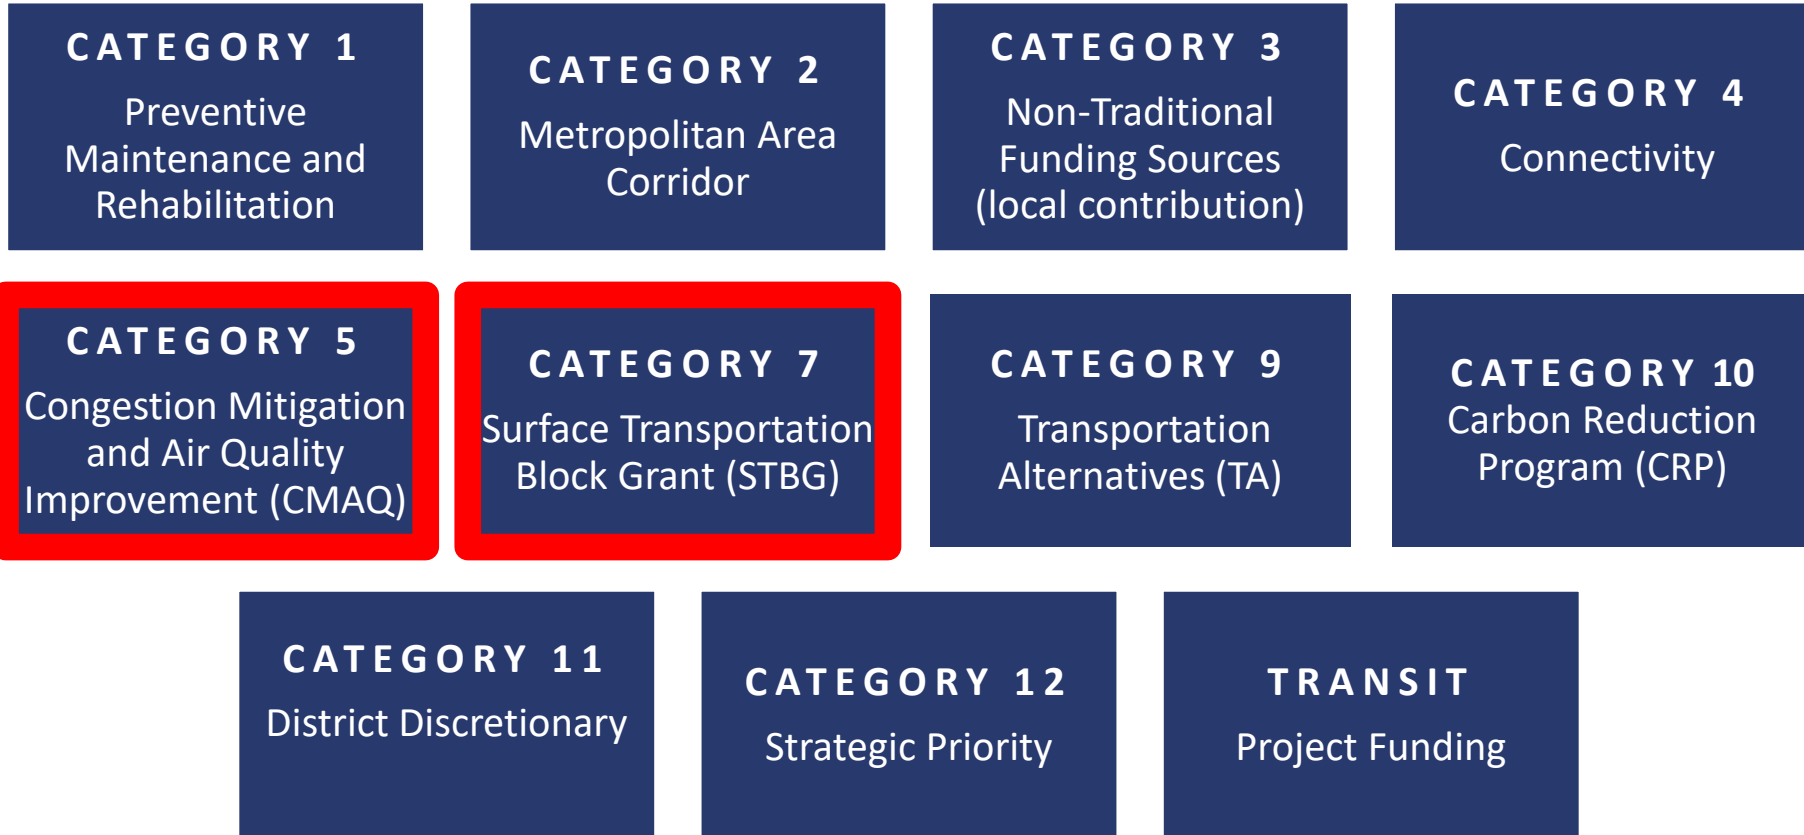 CATEGORY 1
Preventive
Maintenance and
Rehabilitation
CATEGORY 2
Metropolitan Area
Corridor
CATEGORY 3
Non-Traditional
Funding Sources
(local contribution)
CATEGORY 4
Connectivity
CATEGORY 5
Congestion Mitigation
and Air Quality
Improvement (CMAQ)
CATEGORY 7
Surface Transportation
Block Grant (STBG)
CATEGORY 9
Transportation
Alternatives (TA)
CATEGORY 10
Carbon Reduction
Program (CRP)
CATEGORY 11
District Discretionary
CATEGORY 12
Strategic Priority
TRANSIT
Project Funding